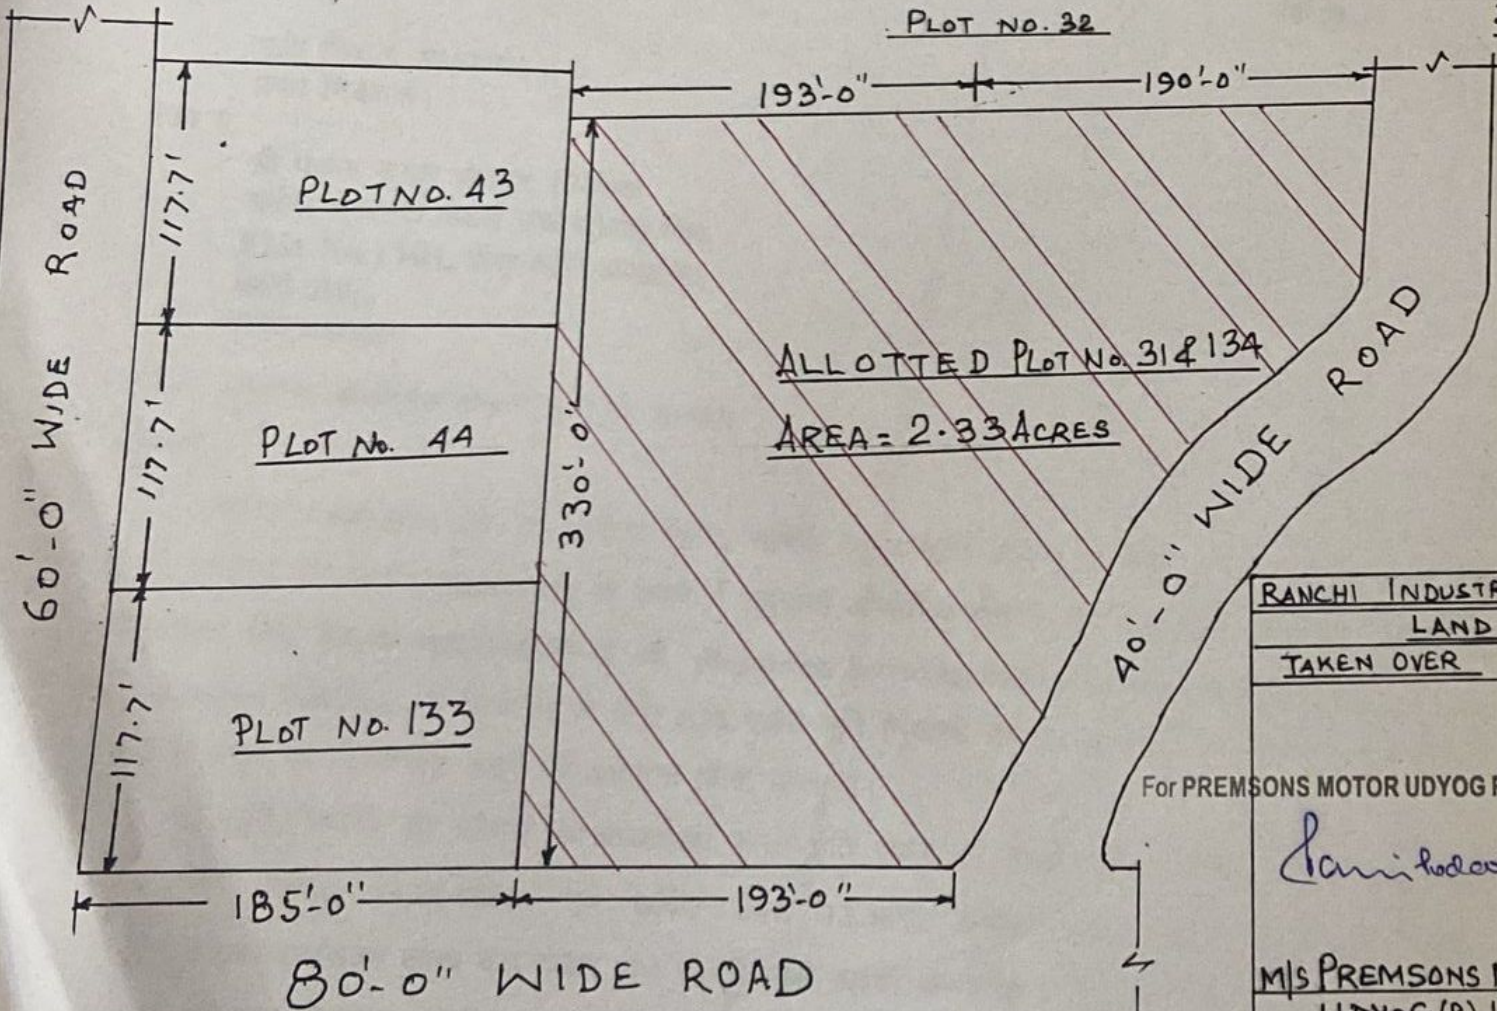 PLOT NO. 32
193'-0"
190'-0"
117.7'
PLOT NO. 43
60'-0" WIDE ROAD
ALLOTTED PLOT NO. 31 & 134
AREA = 2.33 ACRES
117.7'
PLOT NO. 44
330'-0"
40'-0" WIDE ROAD
117.7'
PLOT NO. 133
185'-0"
193'-0"
80'-0" WIDE ROAD
RANCHI INDUSTR
LAND
TAKEN OVER
For PREMSONS MOTOR UDYOG
M/S PREMSONS